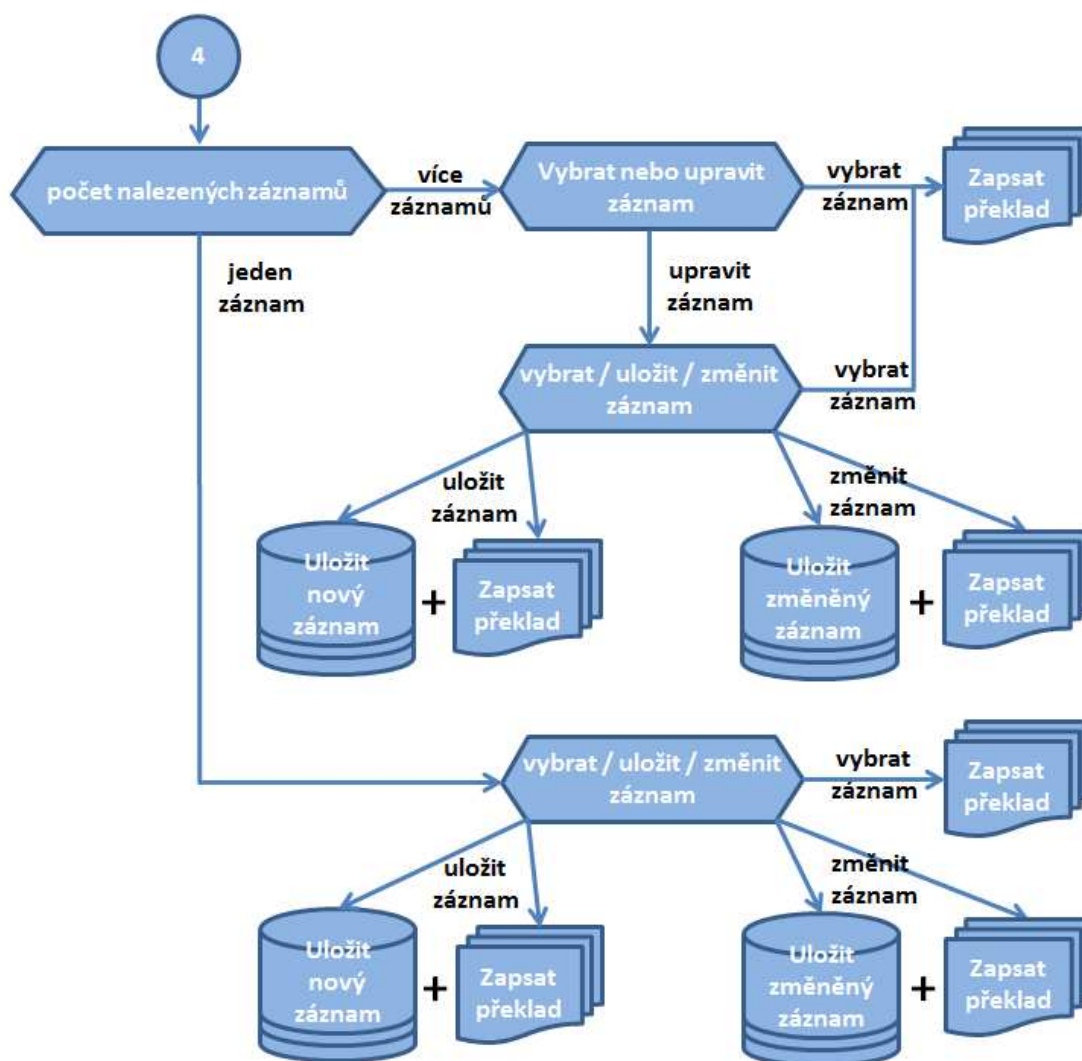 4
počet nalezených záznamů
více
záznamů
Vybrat nebo upravit
záznam
vybrat
záznam
Zapsat
překlad
jeden
záznam
upravit
záznam
vybrat / uložit / změnit
záznam
vybrat
záznam
uložit
záznam
změnit
záznam
Uložit
nový
záznam
+
Zapsat
překlad
Uložit
změněný
záznam
+
Zapsat
překlad
vybrat / uložit / změnit
záznam
vybrat
záznam
Zapsat
překlad
uložit
záznam
změnit
záznam
Uložit
nový
záznam
+
Zapsat
překlad
Uložit
změněný
záznam
+
Zapsat
překlad